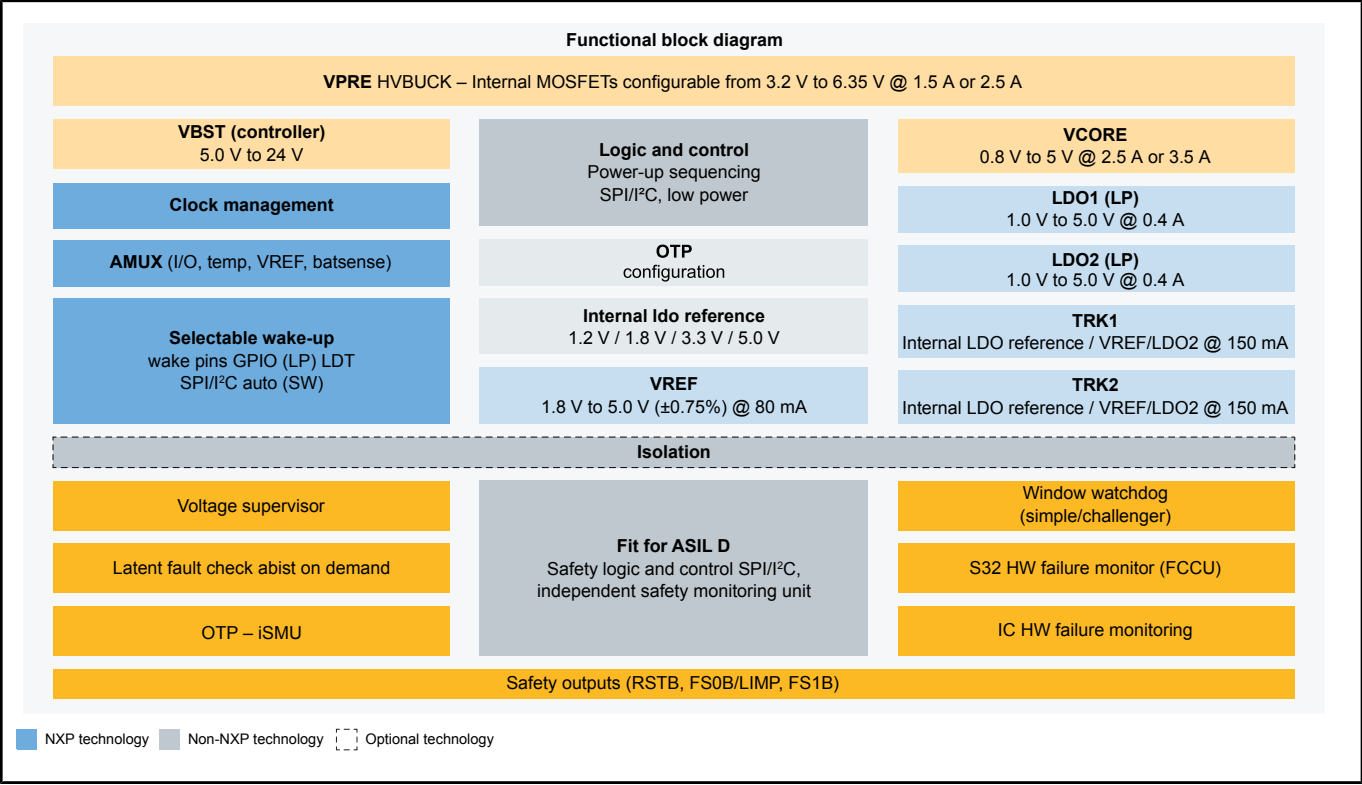 Functional block diagram
VPRE HVBUCK – Internal MOSFETs configurable from 3.2 V to 6.35 V @ 1.5 A or 2.5 A
VBST (controller)
5.0 V to 24 V
Clock management
AMUX (I/O, temp, VREF, batsense)
Selectable wake-up
wake pins GPIO (LP) LDT
SPI/I²C auto (SW)
Logic and control
Power-up sequencing
SPI/I²C, low power
OTP
configuration
Internal ldo reference
1.2 V / 1.8 V / 3.3 V / 5.0 V
VREF
1.8 V to 5.0 V (±0.75%) @ 80 mA
VCORE
0.8 V to 5 V @ 2.5 A or 3.5 A
LDO1 (LP)
1.0 V to 5.0 V @ 0.4 A
LDO2 (LP)
1.0 V to 5.0 V @ 0.4 A
TRK1
Internal LDO reference / VREF/LDO2 @ 150 mA
TRK2
Internal LDO reference / VREF/LDO2 @ 150 mA
Isolation
Voltage supervisor
Latent fault check abist on demand
OTP – iSMU
Fit for ASIL D
Safety logic and control SPI/I²C,
independent safety monitoring unit
Window watchdog
(simple/challenger)
S32 HW failure monitor (FCCU)
IC HW failure monitoring
Safety outputs (RSTB, FS0B/LIMP, FS1B)
NXP technology
Non-NXP technology
Optional technology